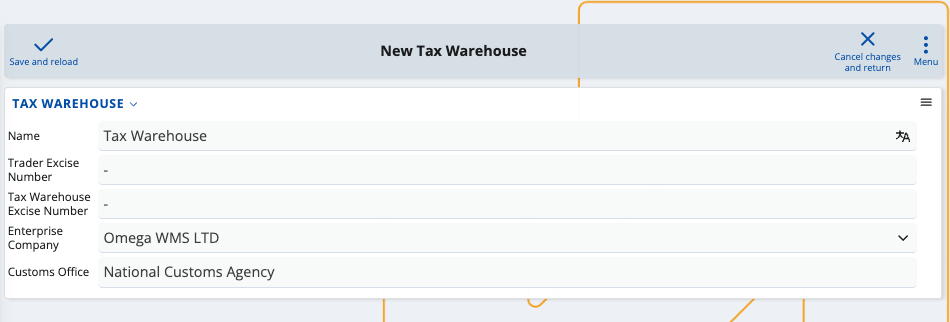 New Tax Warehouse
Save and reload
Cancel changes
and return
Menu
TAX WAREHOUSE
Name
Tax Warehouse
Trader Excise
Number
-
Tax Warehouse
Excise Number
-
Enterprise
Company
Omega WMS LTD
Customs Office
National Customs Agency